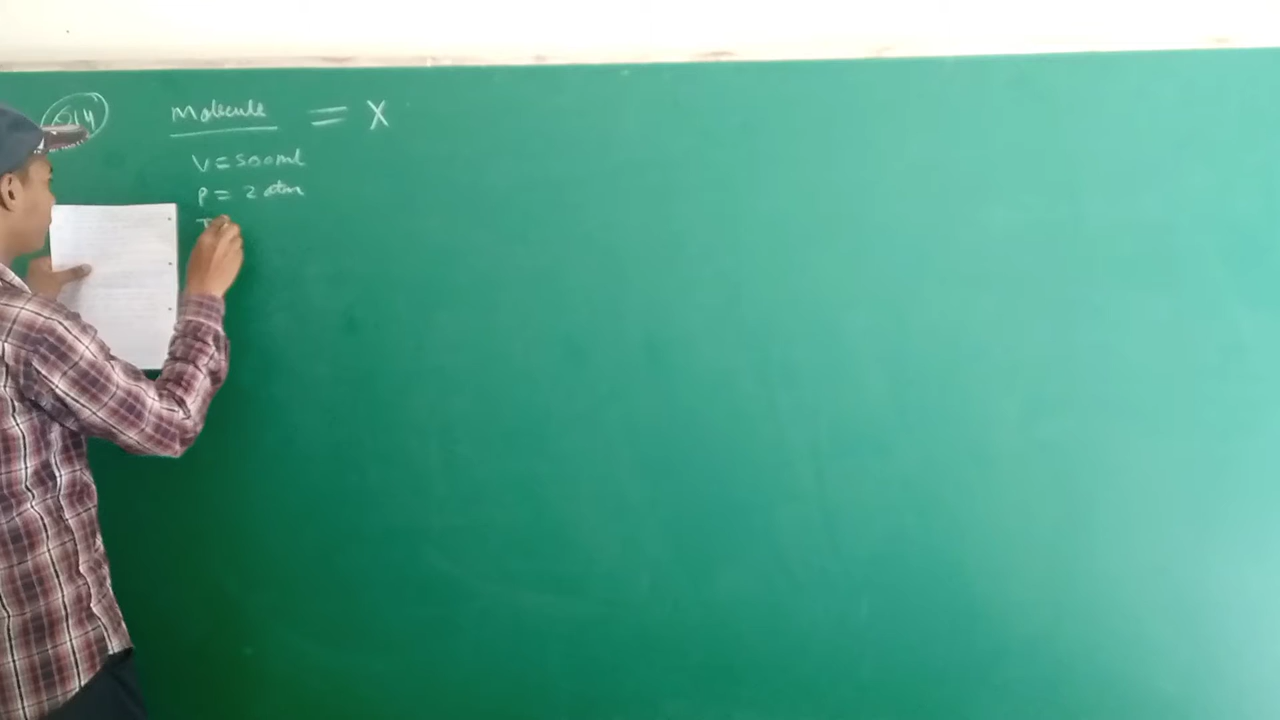 Q14 Molecule = X
V = 500ml
P = 2 atm
T